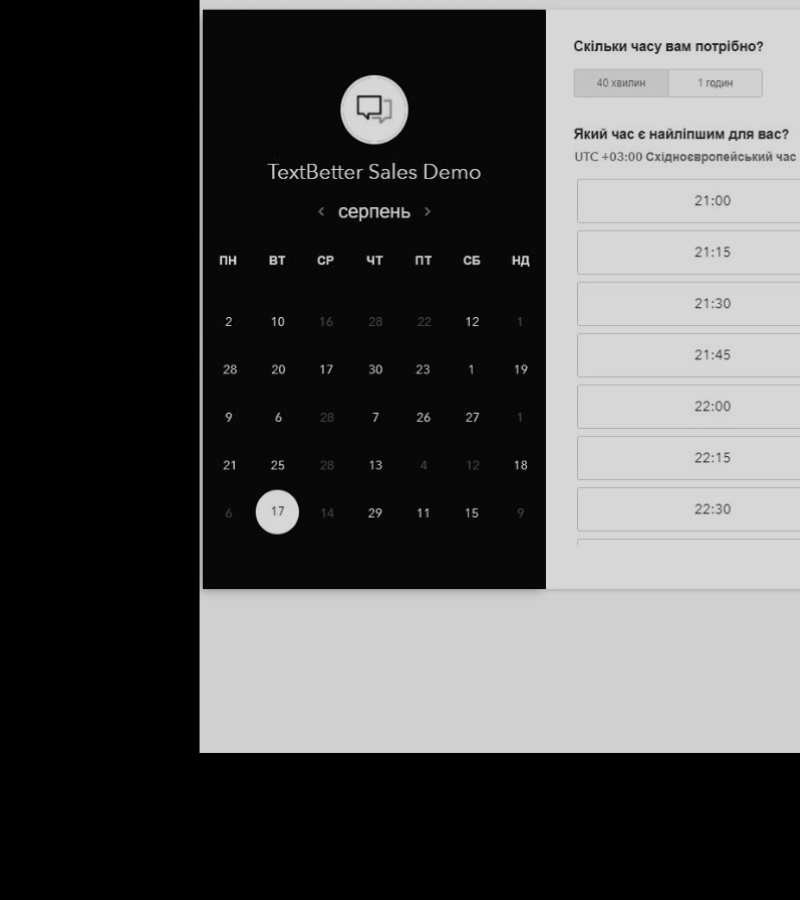 TextBetter Sales Demo
серпень
ПН ВТ СР ЧТ ПТ СБ НД
2 10 16 28 22 12 1
28 20 17 30 23 1 19
9 6 28 7 26 27 1
21 25 28 13 4 12 18
6 17 14 29 11 15 9
Скільки часу вам потрібно?
40 хвилин 1 годин
Який час є найліпшим для вас?
UTC +03:00 Східноєвропейський час
21:00
21:15
21:30
21:45
22:00
22:15
22:30